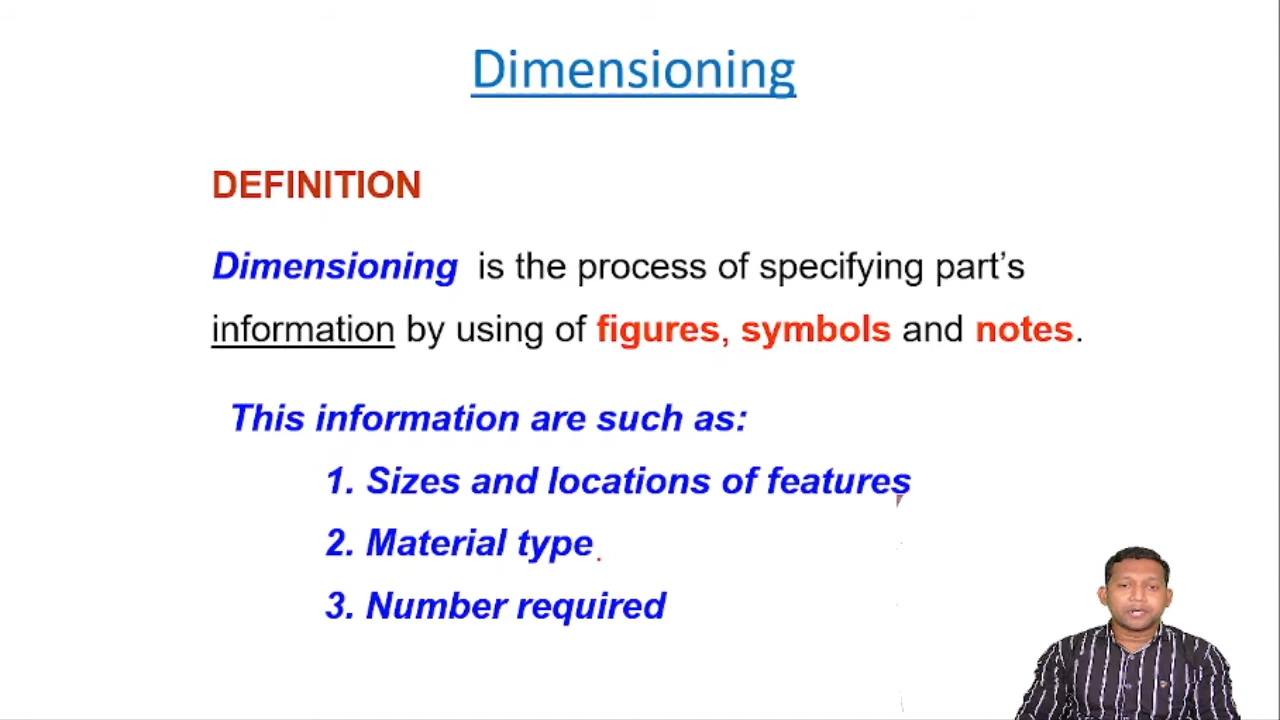 Dimensioning
DEFINITION
Dimensioning is the process of specifying part’s
information by using of figures, symbols and notes.
This information are such as:
1. Sizes and locations of features
2. Material type
3. Number required